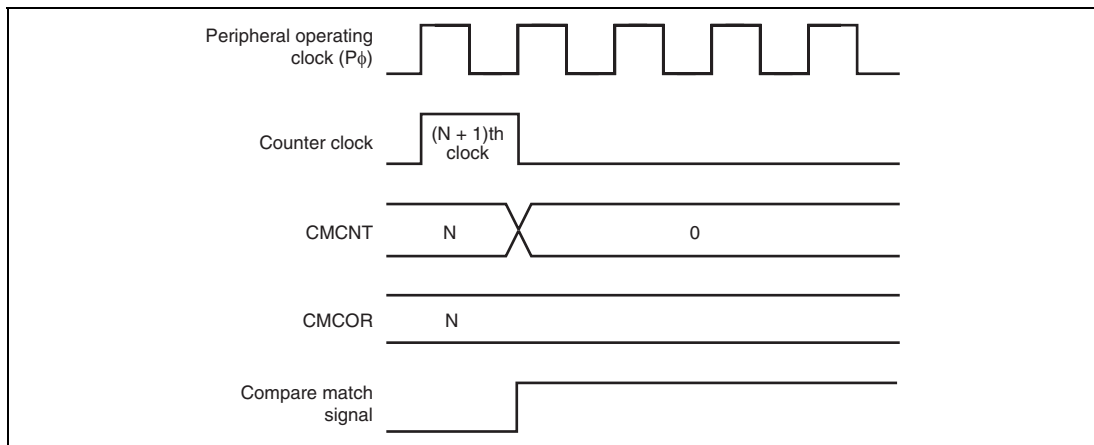 Peripheral operating
clock (Pϕ)
Counter clock
(N + 1)th
clock
CMCNT
N
0
CMCOR
N
Compare match
signal